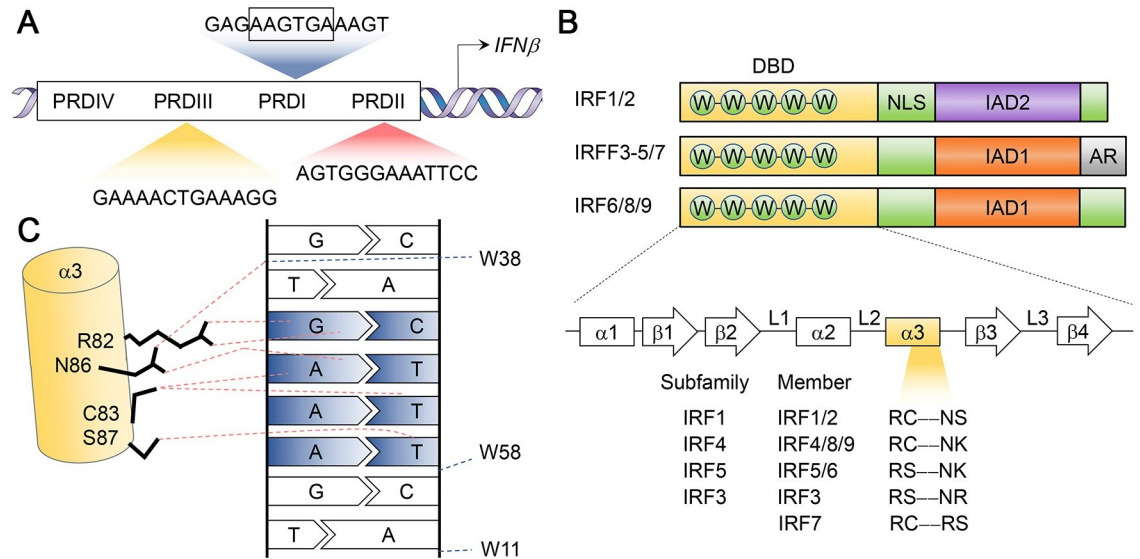 A
GAGAAGTGAAAGT
IFNβ
PRDIV PRDIII PRDI PRDII
GAAAACTGAAAGG
AGTGGGAAATTCC
B
DBD
IRF1/2 W W W W W NLS IAD2
IRFF3-5/7 W W W W W IAD1 AR
IRF6/8/9 W W W W W IAD1
α1 β1 β2 L1 α2 L2 α3 β3 L3 β4
Subfamily Member
IRF1 IRF1/2 RC––NS
IRF4 IRF4/8/9 RC––NK
IRF5 IRF5/6 RS––NK
IRF3 IRF3 RS––NR
IRF7 RC––RS
C
α3
R82
N86
C83
S87
G C
W38
T A
G C
A T
A T
A T
W58
G C
T A
W11